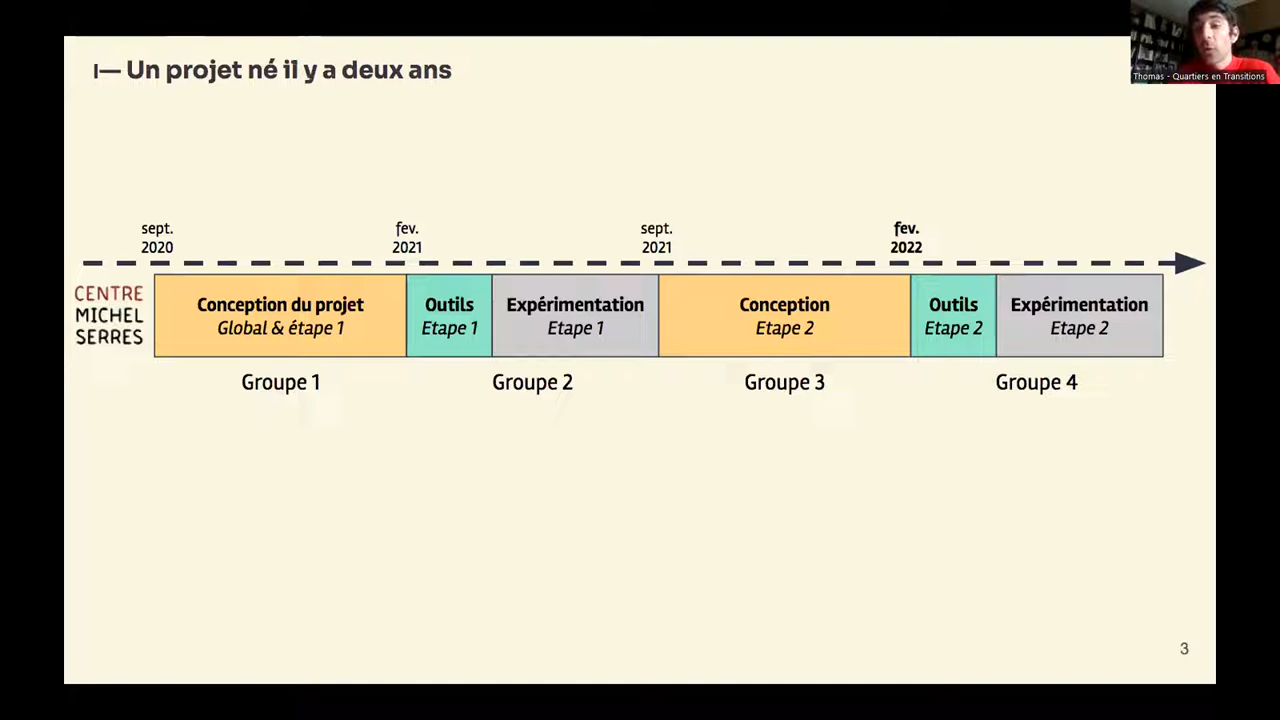 Thomas - Quartiers en Transitions
I— Un projet né il y a deux ans
sept.
2020
fev.
2021
sept.
2021
fev.
2022
CENTRE
MICHEL
SERRES
Conception du projet
Global & étape 1
Outils
Etape 1
Expérimentation
Etape 1
Conception
Etape 2
Outils
Etape 2
Expérimentation
Etape 2
Groupe 1
Groupe 2
Groupe 3
Groupe 4
3